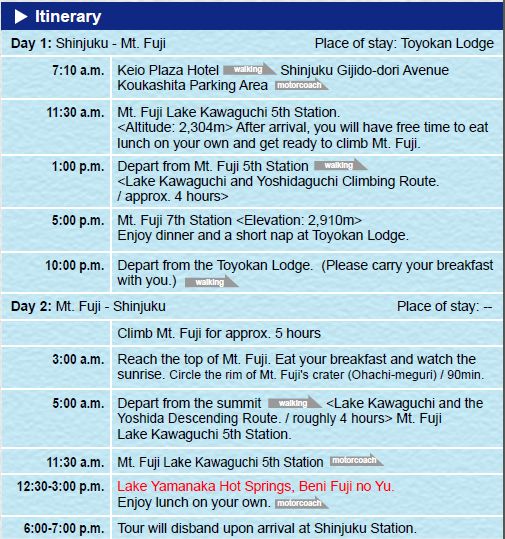 Itinerary
Day 1: Shinjuku - Mt. Fuji Place of stay: Toyokan Lodge
7:10 a.m. Keio Plaza Hotel walking Shinjuku Gijido-dori Avenue
Koukashita Parking Area motorcoach
11:30 a.m. Mt. Fuji Lake Kawaguchi 5th Station.
<Altitude: 2,304m> After arrival, you will have free time to eat
lunch on your own and get ready to climb Mt. Fuji.
1:00 p.m. Depart from Mt. Fuji 5th Station walking
<Lake Kawaguchi and Yoshidaguchi Climbing Route.
/ approx. 4 hours>
5:00 p.m. Mt. Fuji 7th Station <Elevation: 2,910m>
Enjoy dinner and a short nap at Toyokan Lodge.
10:00 p.m. Depart from the Toyokan Lodge. (Please carry your breakfast
with you.) walking
Day 2: Mt. Fuji - Shinjuku Place of stay: --
Climb Mt. Fuji for approx. 5 hours
3:00 a.m. Reach the top of Mt. Fuji. Eat your breakfast and watch the
sunrise. Circle the rim of Mt. Fuji's crater (Ohachi-meguri) / 90min.
5:00 a.m. Depart from the summit walking <Lake Kawaguchi and the
Yoshida Descending Route. / roughly 4 hours> Mt. Fuji
Lake Kawaguchi 5th Station.
11:30 a.m. Mt. Fuji Lake Kawaguchi 5th Station motorcoach
12:30-3:00 p.m. Lake Yamanaka Hot Springs, Beni Fuji no Yu.
Enjoy lunch on your own. motorcoach
6:00-7:00 p.m. Tour will disband upon arrival at Shinjuku Station.